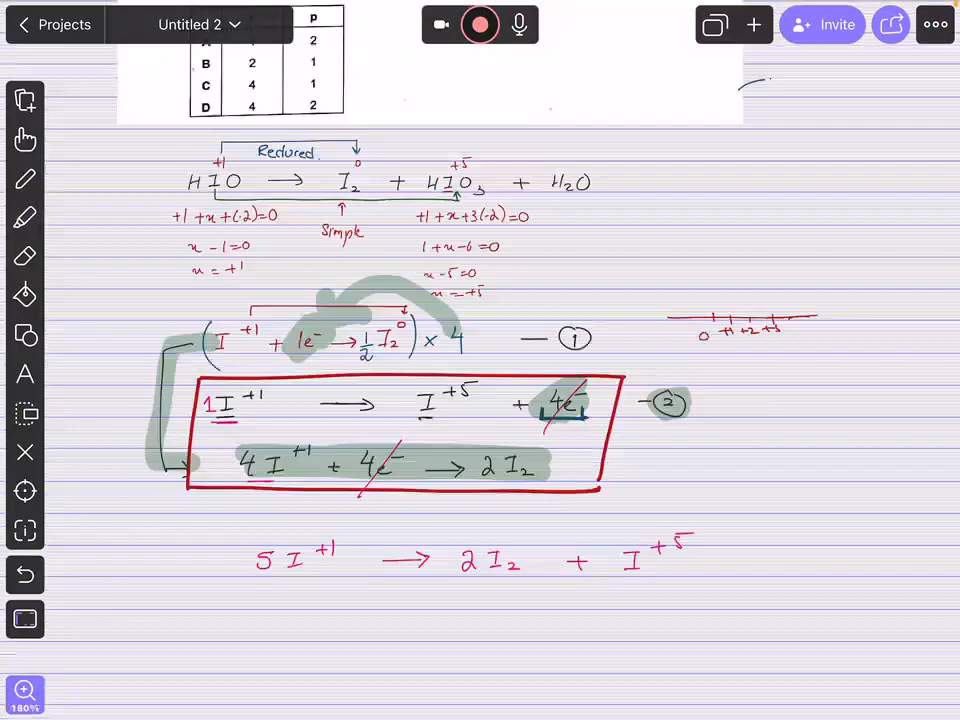 Projects
Untitled 2
Invite
p
2
B 2 1
C 4 1
D 4 2
Reduced.
+1 0 +5
HIO → I₂ + HIO₃ + H₂O
+1+x+(-2)=0
x-1=0
x=+1
Simple
+1+x+3(-2)=0
1+x-6=0
x-5=0
x=+5
(I⁺¹ + 1e⁻ → ½ I₂⁰) × 4 — ①
0 +1 +2 +3
1I⁺¹ → I⁺⁵ + 4e⁻ — ②
4I⁺¹ + 4e⁻ → 2I₂
5I⁺¹ → 2I₂ + I⁺⁵
180%